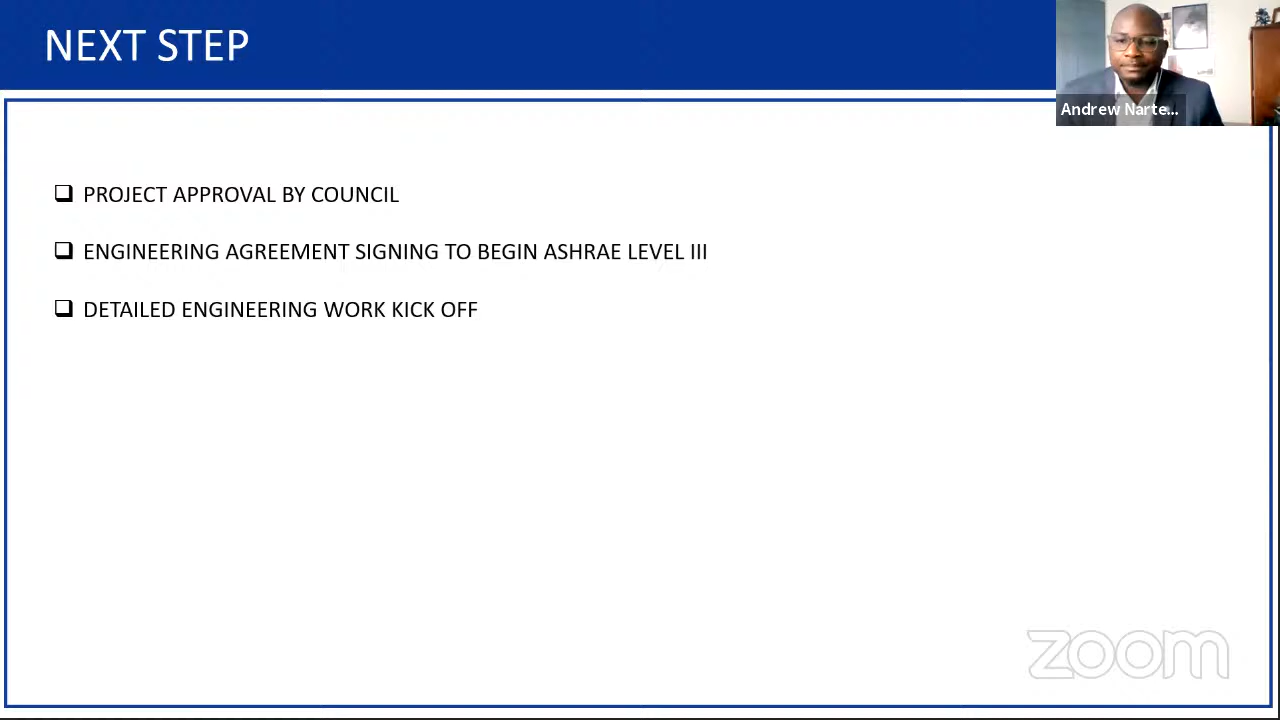 NEXT STEP
Andrew Narte...
PROJECT APPROVAL BY COUNCIL
ENGINEERING AGREEMENT SIGNING TO BEGIN ASHRAE LEVEL III
DETAILED ENGINEERING WORK KICK OFF
zoom